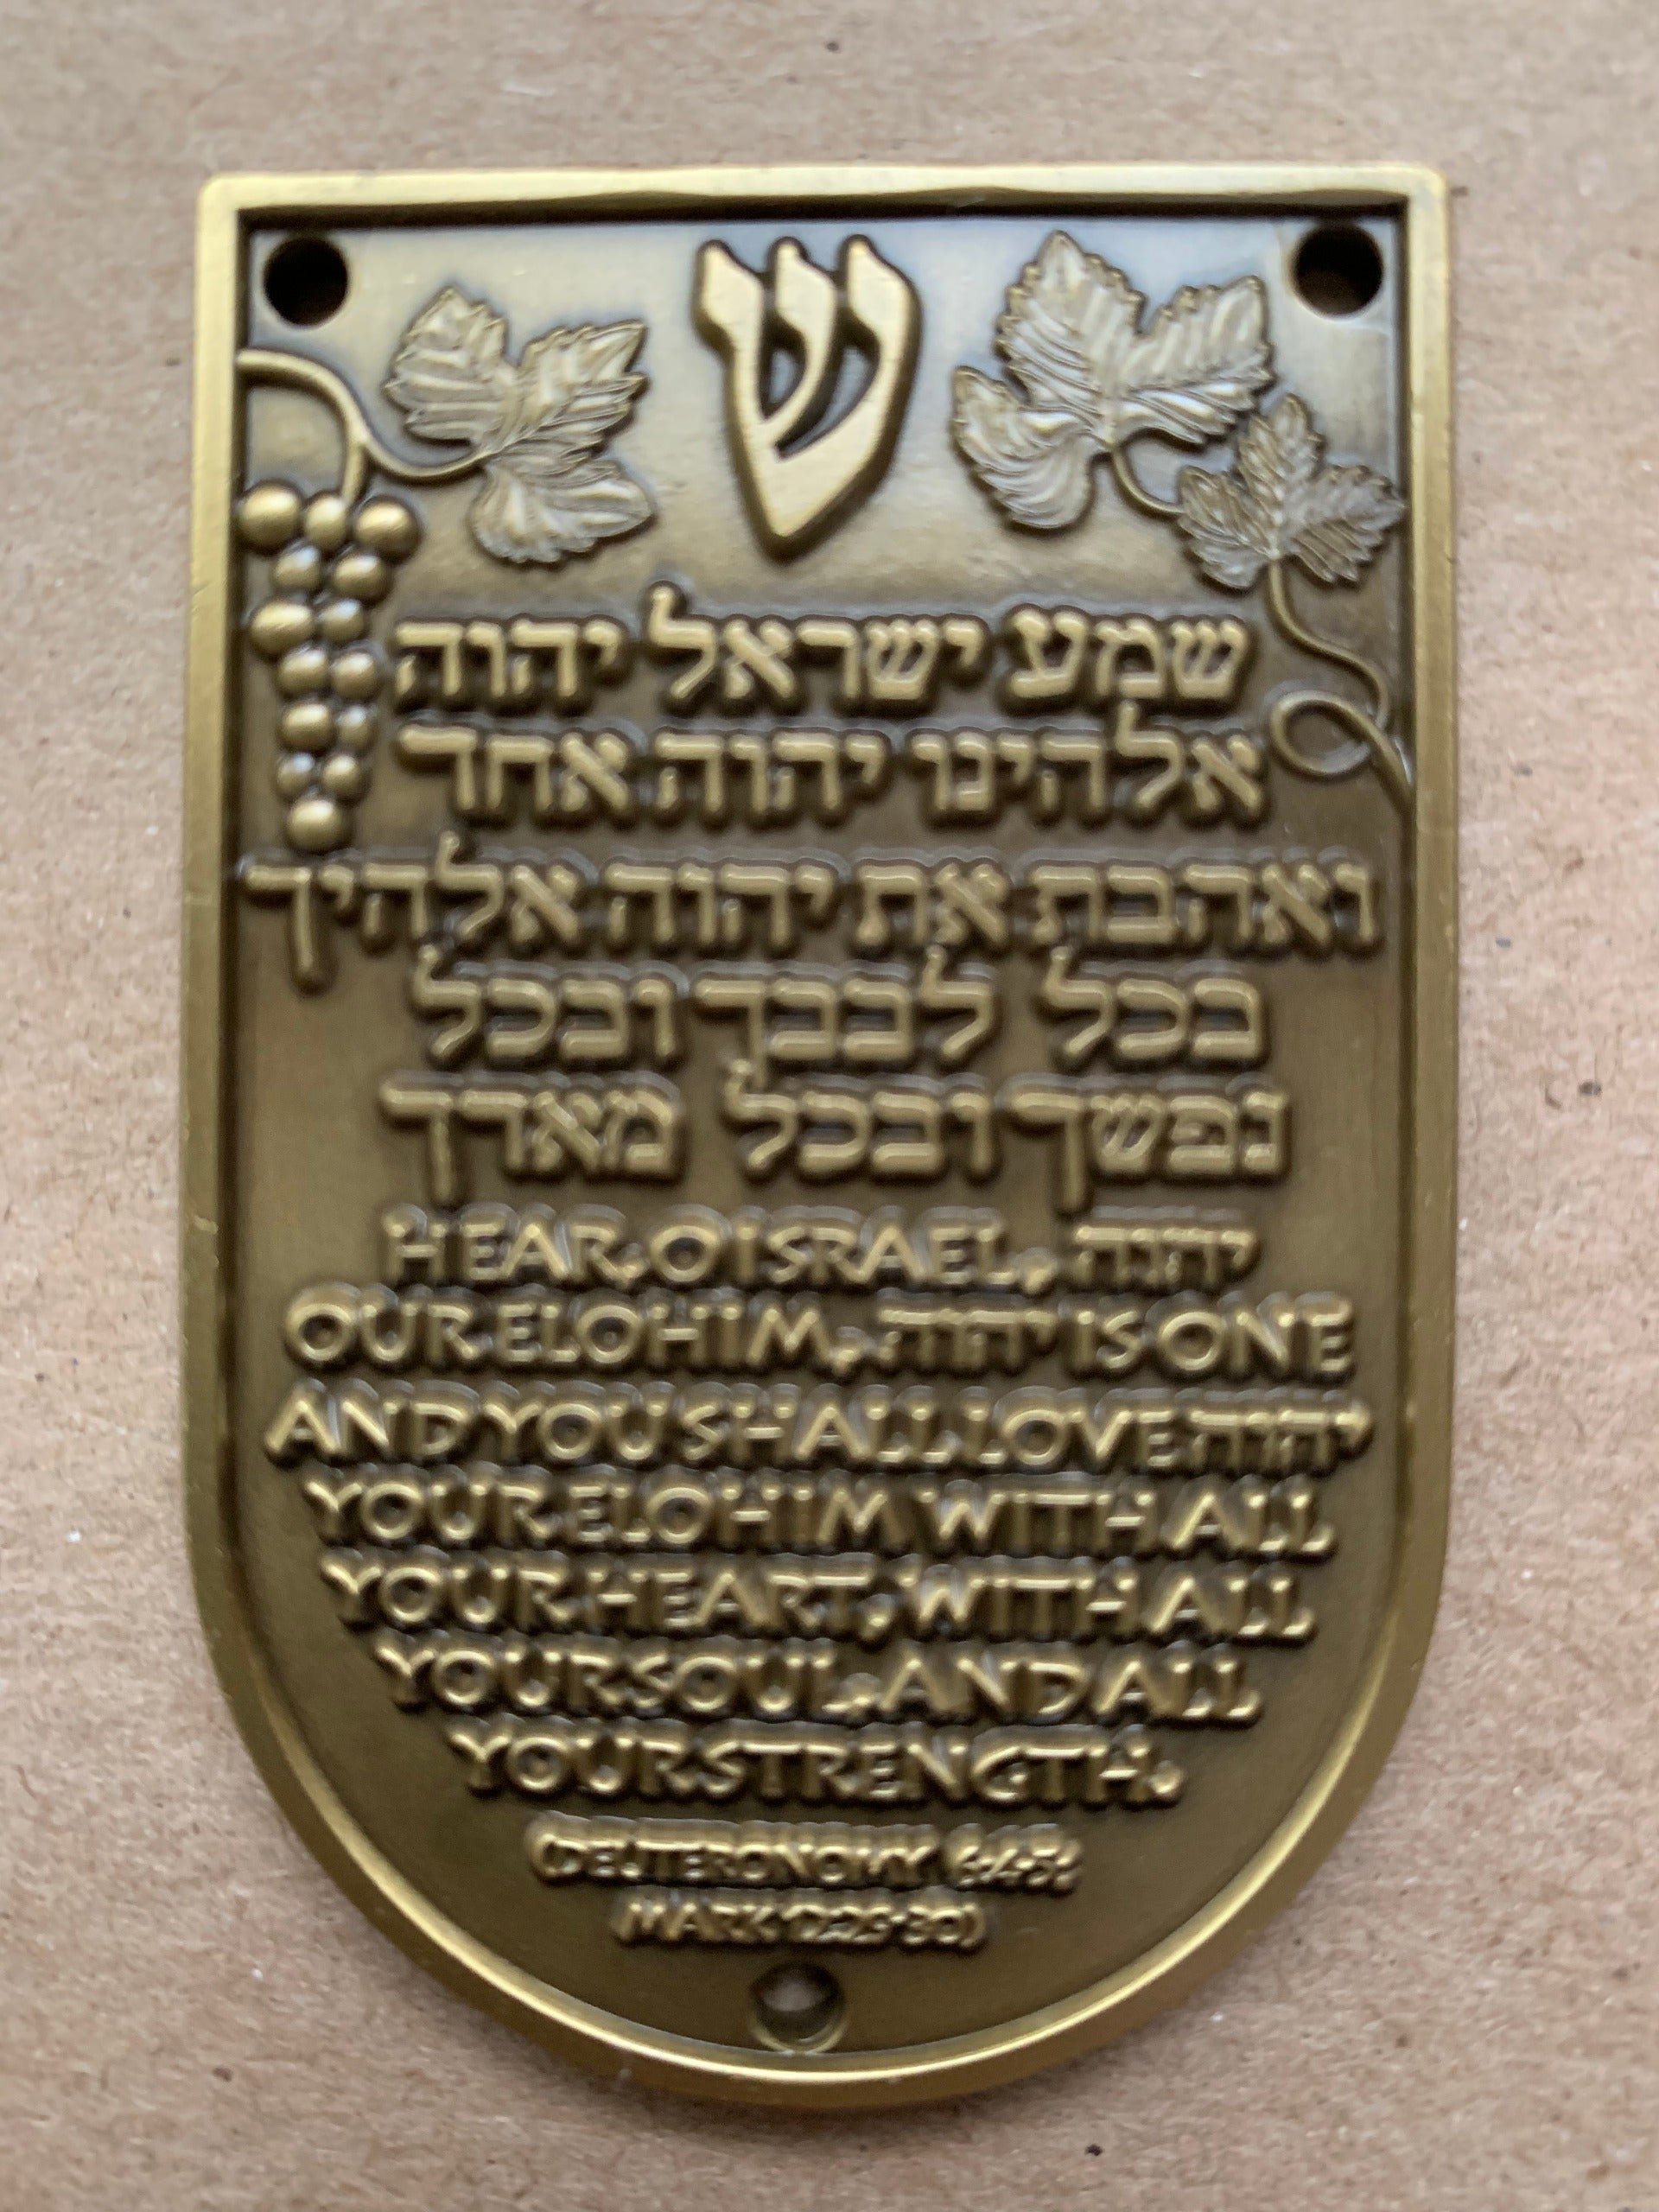 ש
שמע ישראל יהוה
אלהינו יהוה אחד
ואהבת את יהוה אלהיך
בכל לבבך ובכל
נפשך ובכל מארך
HEAR, O ISRAEL, יהוה
OUR ELOHIM, יהוה IS ONE
AND YOU SHALL LOVE יהוה
YOUR ELOHIM WITH ALL
YOUR HEART, WITH ALL
YOUR SOUL, AND ALL
YOUR STRENGTH.
(DEUTERONOMY 6:4-5;
MARK 12:29-30)